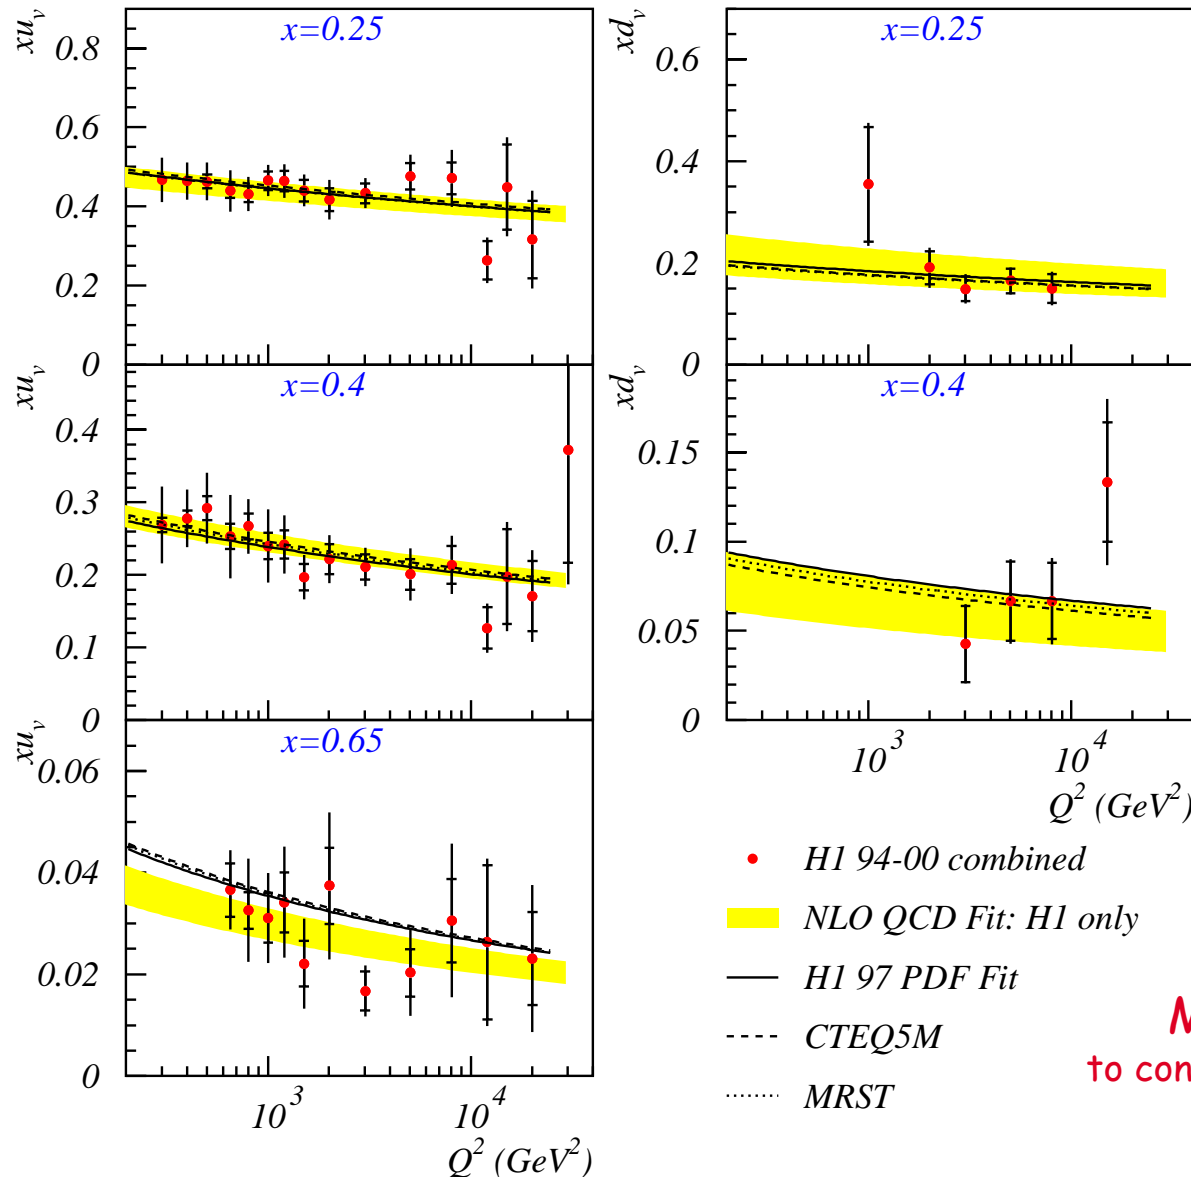 xu_v
x=0.25
0.8
0.6
0.4
0.2
0
xd_v
x=0.25
0.6
0.4
0.2
0
xu_v
x=0.4
0.4
0.3
0.2
0.1
0
xd_v
x=0.4
0.15
0.1
0.05
0
10^3
10^4
Q^2 (GeV^2)
xu_v
x=0.65
0.06
0.04
0.02
0
10^3
10^4
Q^2 (GeV^2)
H1 94-00 combined
NLO QCD Fit: H1 only
H1 97 PDF Fit
CTEQ5M
MRST
to con